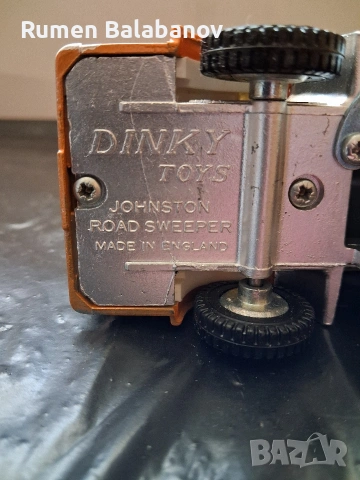 Rumen Balabanov
DINKY
TOYS
JOHNSTON
ROAD SWEEPER
MADE IN ENGLAND
BAZAR